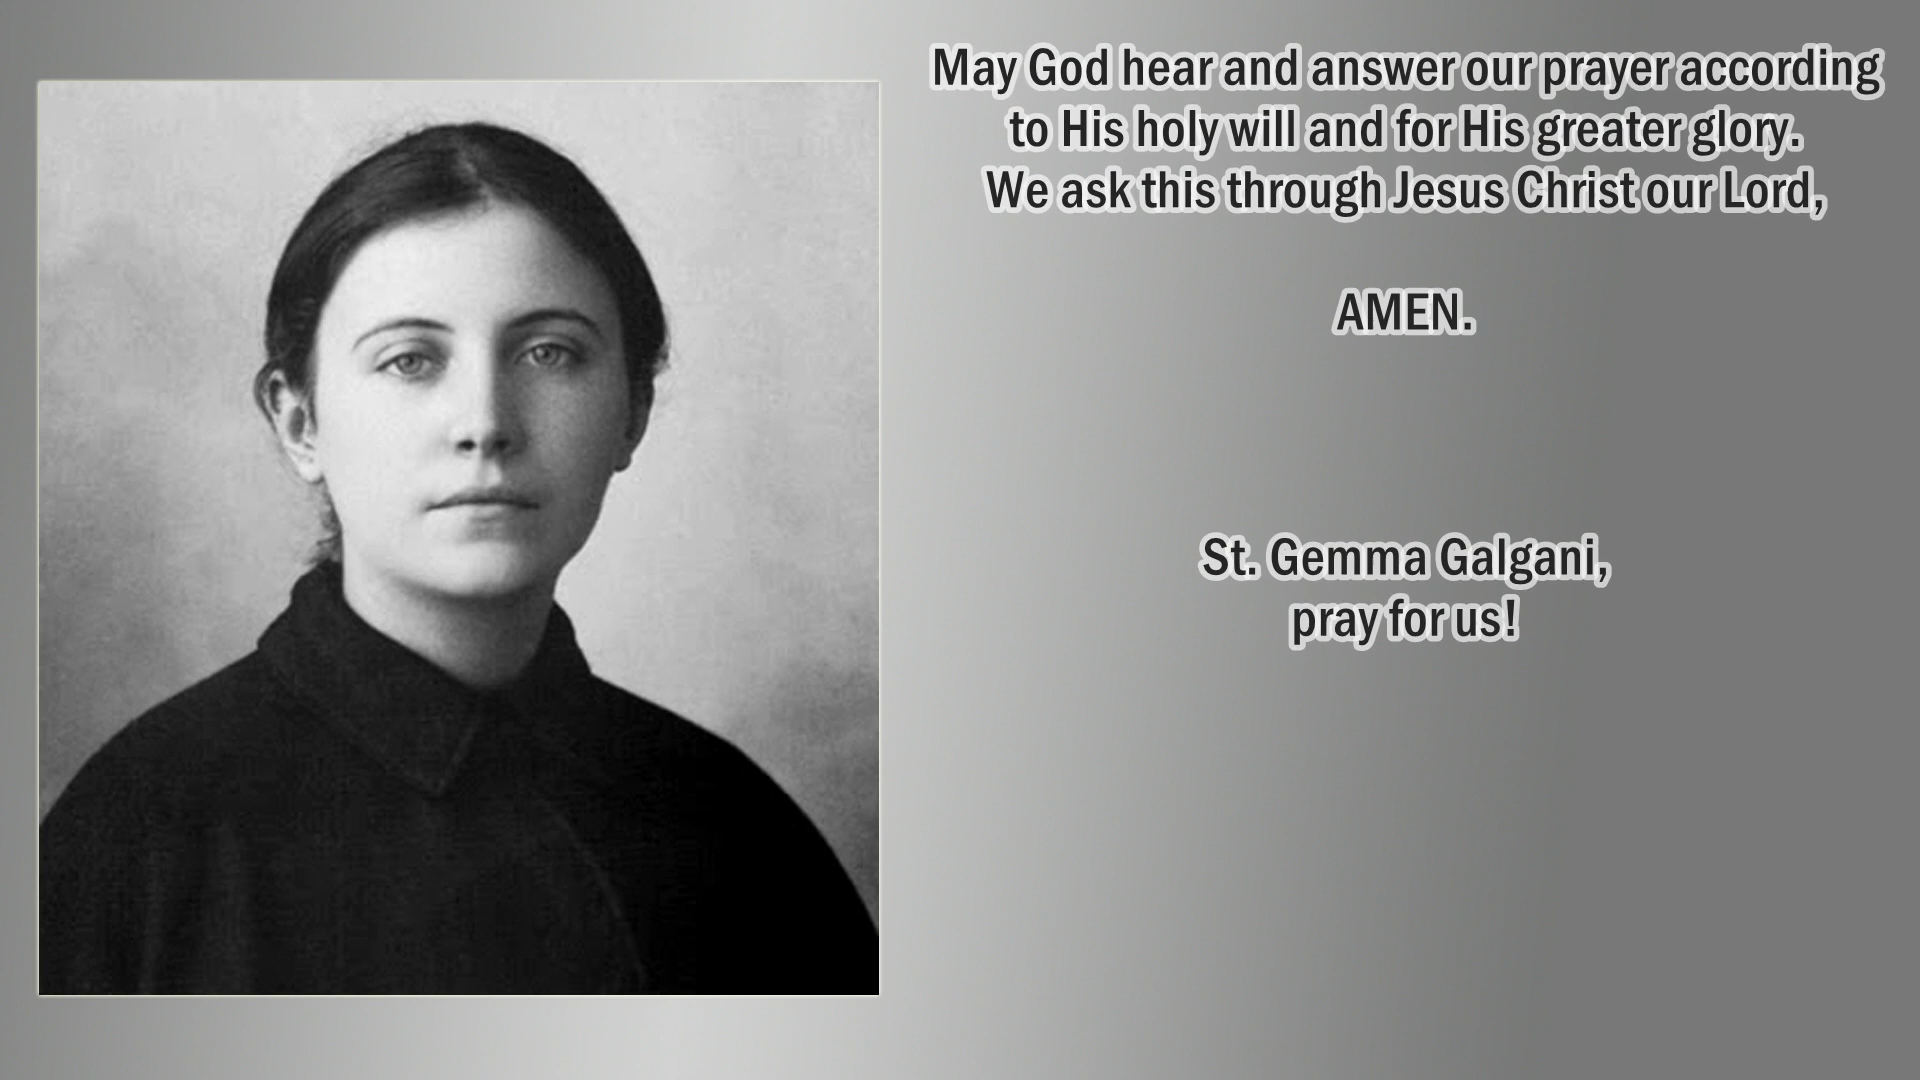 May God hear and answer our prayer according
to His holy will and for His greater glory.
We ask this through Jesus Christ our Lord,
AMEN.
St. Gemma Galgani,
pray for us!